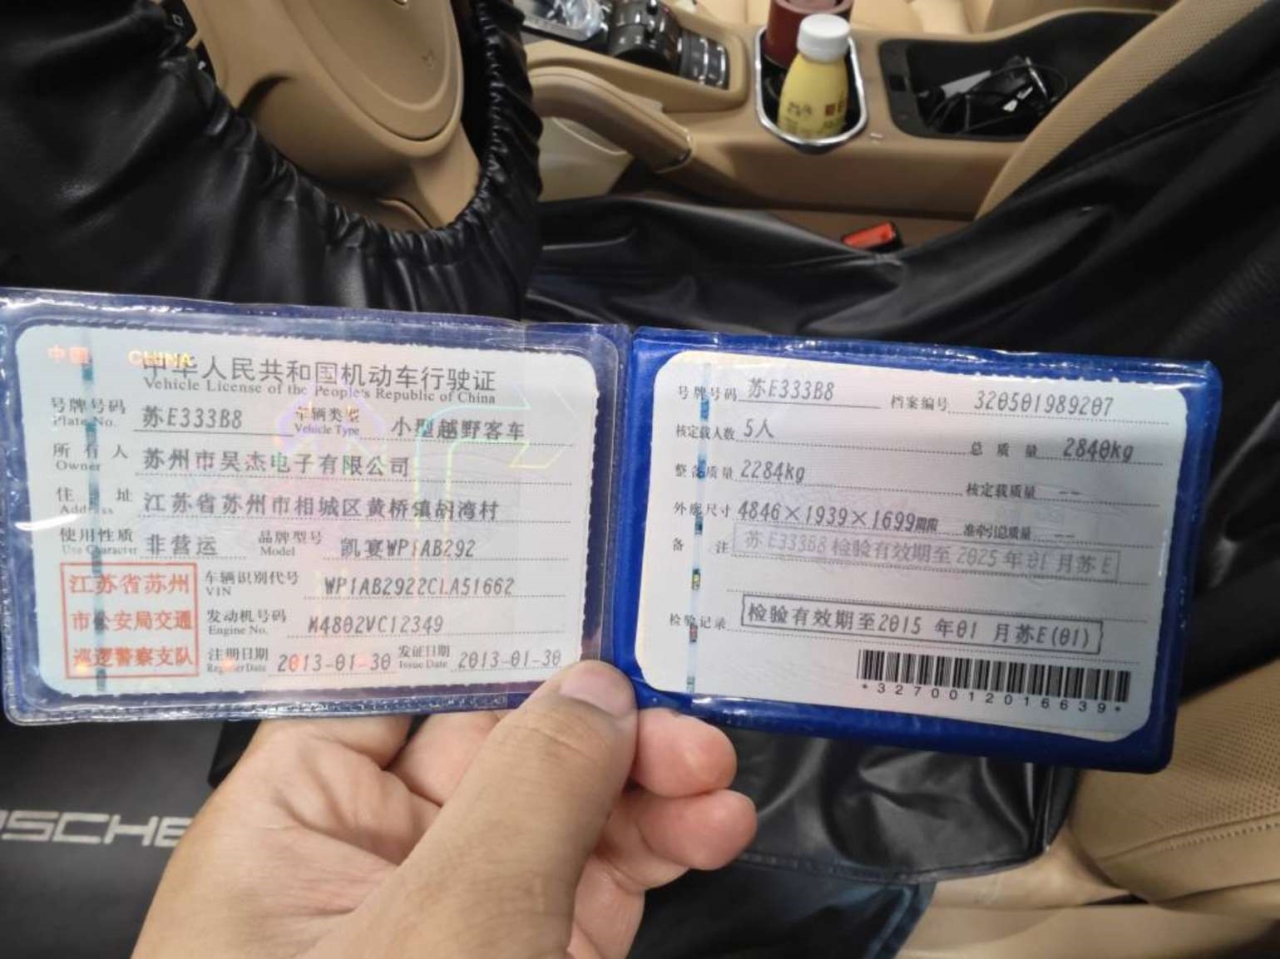 中国 CHINA
中华人民共和国机动车行驶证
Vehicle License of the People's Republic of China
号牌号码 苏E333B8 车辆类型 小型越野客车
Plate No. Vehicle Type
所有人 苏州市吴杰电子有限公司
Owner
住址 江苏省苏州市相城区黄桥镇胡湾村
Address
使用性质 非营运 品牌型号 凯宴WP1AB292
Use Character Model
江苏省苏州
市公安局交通
巡逻警察支队
车辆识别代号 WP1AB2922CLA51662
VIN
发动机号码 M4802VC12349
Engine No.
注册日期 2013-01-30 发证日期 2013-01-30
Register Date Issue Date
号牌号码 苏E333B8 档案编号 320501989207
核定载人数 5人 总质量 2840kg
整备质量 2284kg 核定载质量 --
外廓尺寸 4846×1939×1699 准牵引总质量 --
备注 苏E333B8检验有效期至2025年01月苏E
检验记录 检验有效期至2015年01月苏E(01)
*3270012016639*
SCHE